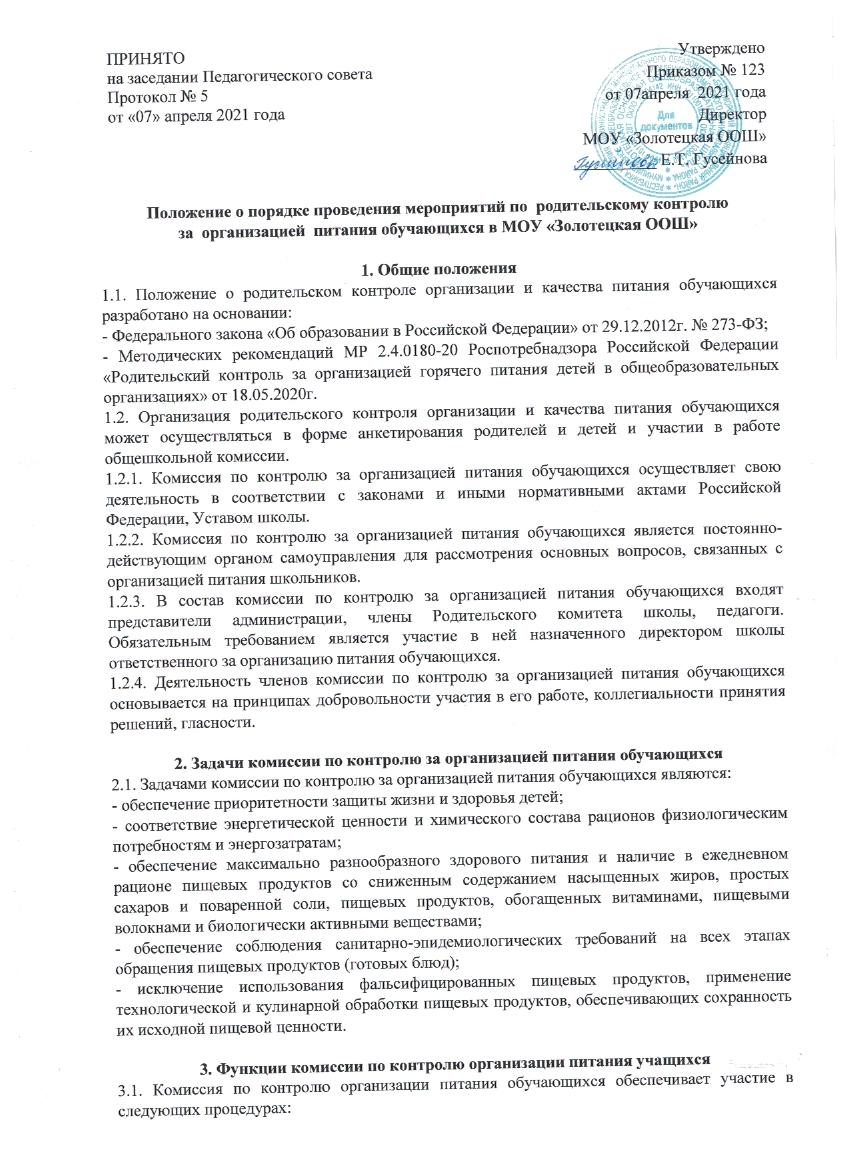 ПРИНЯТО
на заседании Педагогического совета
Протокол № 5
от «07» апреля 2021 года
Утверждено
Приказом № 123
от 07апреля 2021 года
Директор
МОУ «Золотецкая ООШ»
Е.Т. Гусейнова
Для
документов
Положение о порядке проведения мероприятий по родительскому контролю
за организацией питания обучающихся в МОУ «Золотецкая ООШ»
1. Общие положения
1.1. Положение о родительском контроле организации и качества питания обучающихся
разработано на основании:
- Федерального закона «Об образовании в Российской Федерации» от 29.12.2012г. № 273-ФЗ;
- Методических рекомендаций МР 2.4.0180-20 Роспотребнадзора Российской Федерации
«Родительский контроль за организацией горячего питания детей в общеобразовательных
организациях» от 18.05.2020г.
1.2. Организация родительского контроля организации и качества питания обучающихся
может осуществляться в форме анкетирования родителей и детей и участии в работе
общешкольной комиссии.
1.2.1. Комиссия по контролю за организацией питания обучающихся осуществляет свою
деятельность в соответствии с законами и иными нормативными актами Российской
Федерации, Уставом школы.
1.2.2. Комиссия по контролю за организацией питания обучающихся является постоянно-
действующим органом самоуправления для рассмотрения основных вопросов, связанных с
организацией питания школьников.
1.2.3. В состав комиссии по контролю за организацией питания обучающихся входят
представители администрации, члены Родительского комитета школы, педагоги.
Обязательным требованием является участие в ней назначенного директором школы
ответственного за организацию питания обучающихся.
1.2.4. Деятельность членов комиссии по контролю за организацией питания обучающихся
основывается на принципах добровольности участия в его работе, коллегиальности принятия
решений, гласности.
2. Задачи комиссии по контролю за организацией питания обучающихся
2.1. Задачами комиссии по контролю за организацией питания обучающихся являются:
- обеспечение приоритетности защиты жизни и здоровья детей;
- соответствие энергетической ценности и химического состава рационов физиологическим
потребностям и энергозатратам;
- обеспечение максимально разнообразного здорового питания и наличие в ежедневном
рационе пищевых продуктов со сниженным содержанием насыщенных жиров, простых
сахаров и поваренной соли, пищевых продуктов, обогащенных витаминами, пищевыми
волокнами и биологически активными веществами;
- обеспечение соблюдения санитарно-эпидемиологических требований на всех этапах
обращения пищевых продуктов (готовых блюд);
- исключение использования фальсифицированных пищевых продуктов, применение
технологической и кулинарной обработки пищевых продуктов, обеспечивающих сохранность
их исходной пищевой ценности.
3. Функции комиссии по контролю организации питания учащихся
3.1. Комиссия по контролю организации питания обучающихся обеспечивает участие в
следующих процедурах: